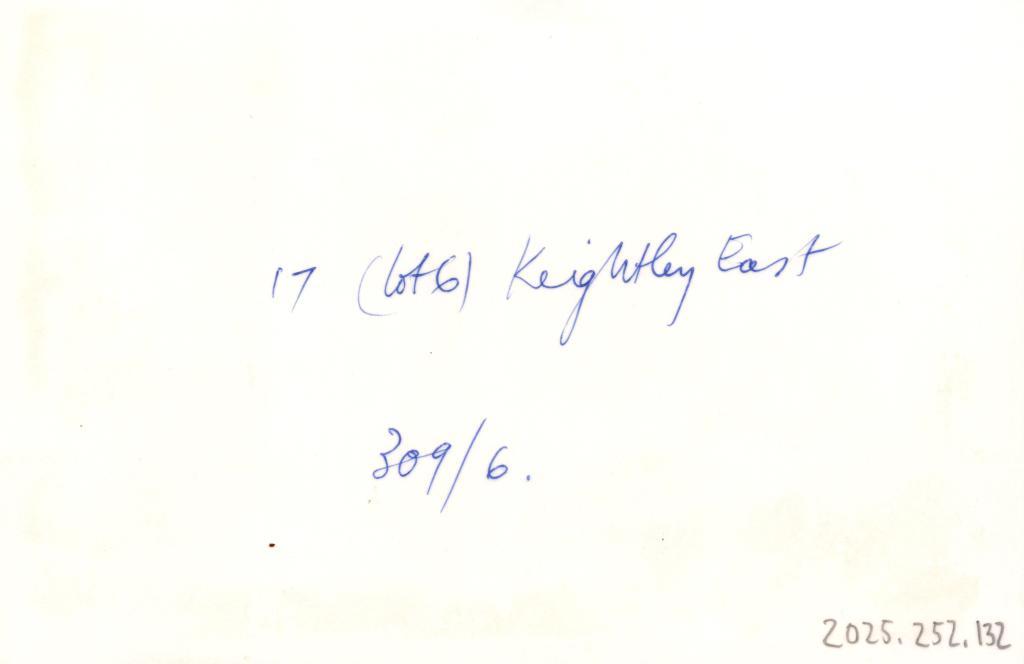 17 (Lot 6) Keightley East
309/6.
2025.252.132